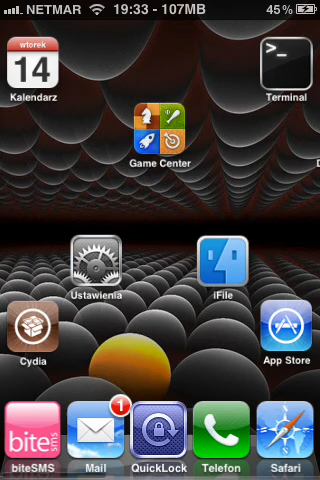 NETMAR 19:33 - 107MB 45%
wtorek
14
Kalendarz
>_
Terminal
Game Center
D
Ustawienia
iFile
Cydia
App Store
bite sms
1
biteSMS
Mail
QuickLock
Telefon
Safari